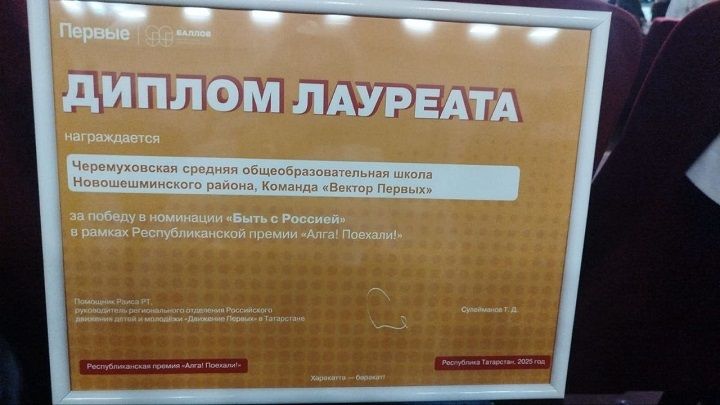 Первые
БАЛЛОВ
ДИПЛОМ ЛАУРЕАТА
награждается
Черемуховская средняя общеобразовательная школа
Новошешминского района, Команда «Вектор Первых»
за победу в номинации «Быть с Россией»
в рамках Республиканской премии «Алга! Поехали!»
Помощник Раиса РТ,
руководитель регионального отделения Российского
движения детей и молодёжи «Движение Первых» в Татарстане
Сулейманов Т. Д.
Республиканская премия «Алга! Поехали!»
Республика Татарстан, 2025 год
Хәрәкәттә — бәрәкәт!